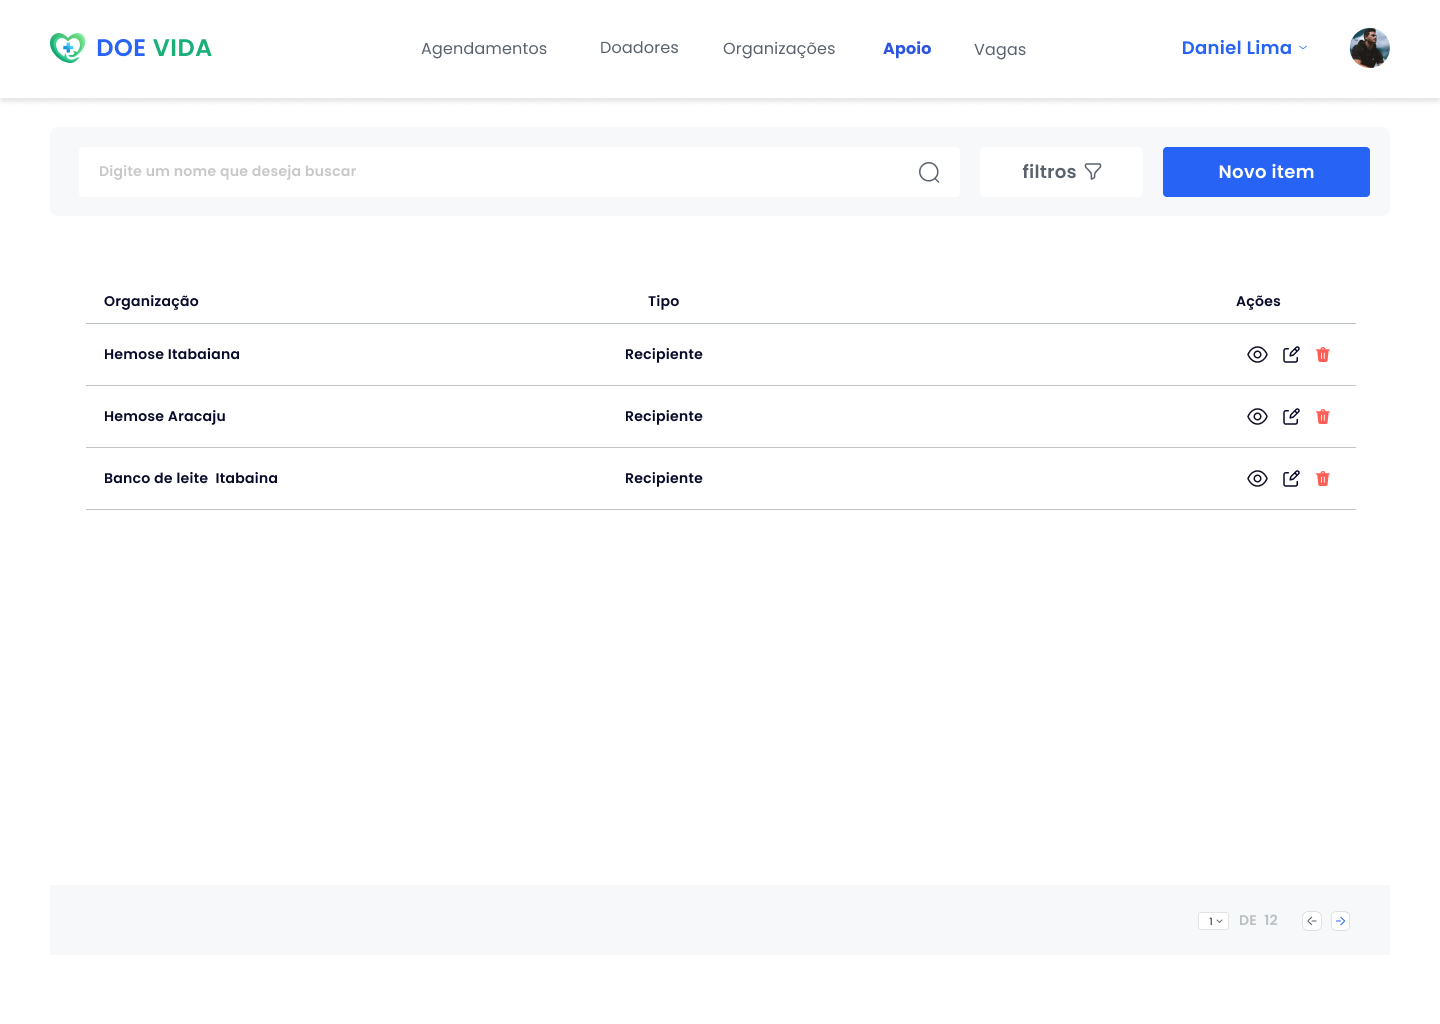 DOE VIDA
Agendamentos
Doadores
Organizações
Apoio
Vagas
Daniel Lima
Digite um nome que deseja buscar
filtros
Novo item
Organização Tipo Ações
Hemose Itabaiana Recipiente
Hemose Aracaju Recipiente
Banco de leite  Itabaina Recipiente
1 DE 12